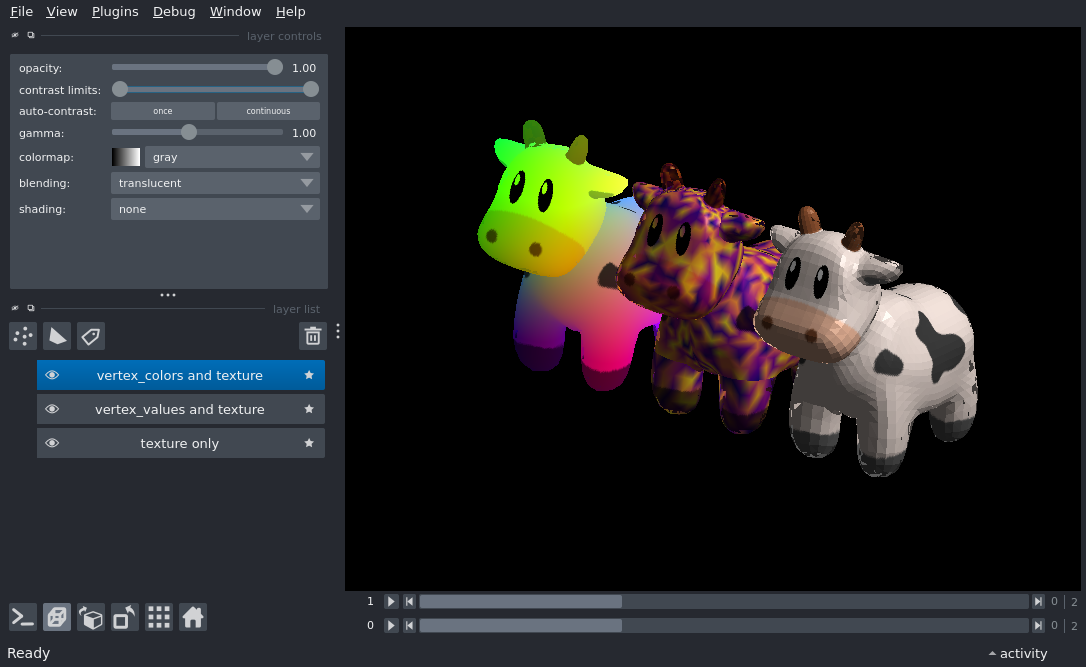 File View Plugins Debug Window Help
layer controls
opacity: 1.00
contrast limits:
auto-contrast: once continuous
gamma: 1.00
colormap: gray
blending: translucent
shading: none
layer list
vertex_colors and texture
vertex_values and texture
texture only
1 0 | 2
0 0 | 2
Ready activity